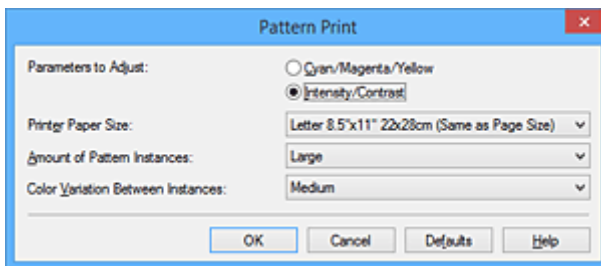 Pattern Print
Parameters to Adjust:
Cyan/Magenta/Yellow
Intensity/Contrast
Printer Paper Size:
Letter 8.5"x11" 22x28cm (Same as Page Size)
Amount of Pattern Instances:
Large
Color Variation Between Instances:
Medium
OK Cancel Defaults Help